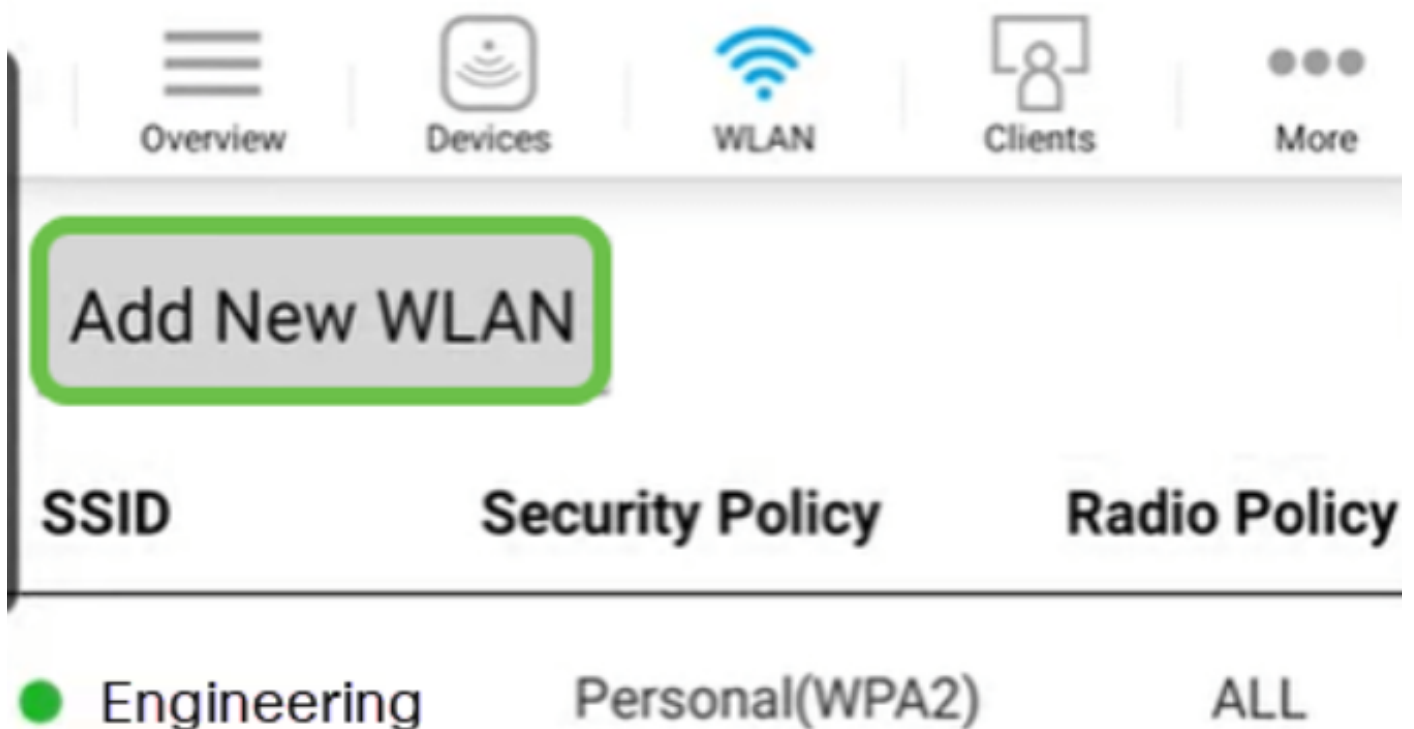 Overview Devices WLAN Clients More
Add New WLAN
SSID Security Policy Radio Policy
Engineering Personal(WPA2) ALL